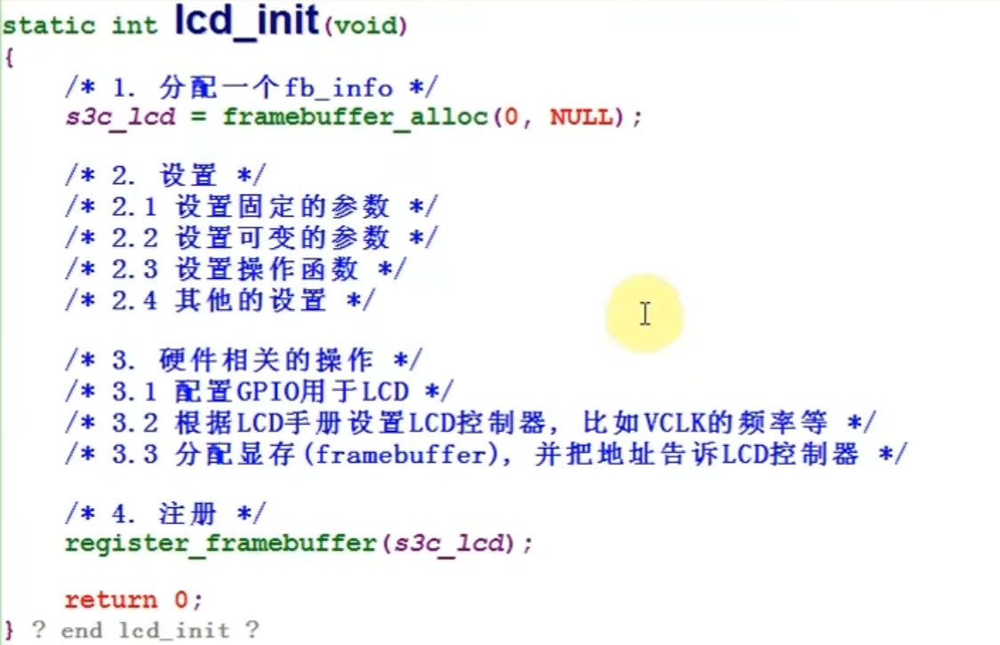 static int lcd_init(void)
{
/* 1. 分配一个fb_info */
s3c_lcd = framebuffer_alloc(0, NULL);
/* 2. 设置 */
/* 2.1 设置固定的参数 */
/* 2.2 设置可变的参数 */
/* 2.3 设置操作函数 */
/* 2.4 其他的设置 */
/* 3. 硬件相关的操作 */
/* 3.1 配置GPIO用于LCD */
/* 3.2 根据LCD手册设置LCD控制器, 比如VCLK的频率等 */
/* 3.3 分配显存(framebuffer), 并把地址告诉LCD控制器 */
/* 4. 注册 */
register_framebuffer(s3c_lcd);
return 0;
} ? end lcd_init ?